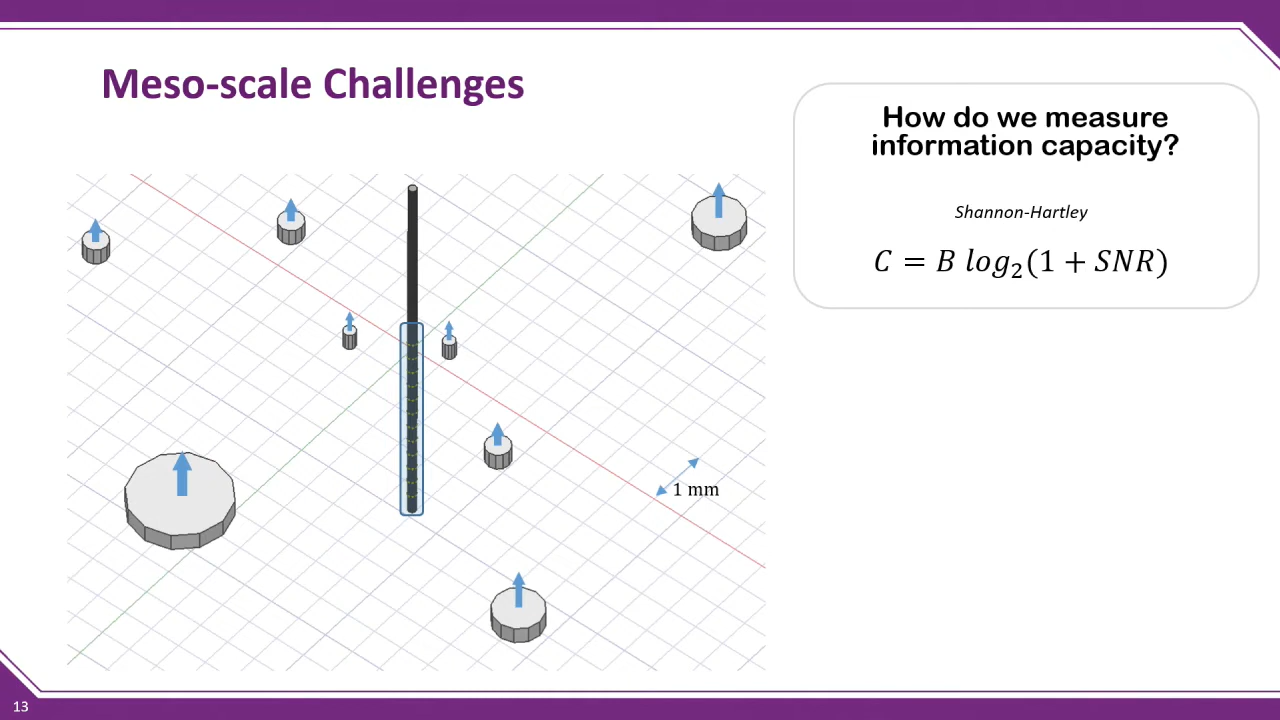 Meso-scale Challenges
How do we measure
information capacity?
Shannon-Hartley
C = B log₂(1 + SNR)
1 mm
13